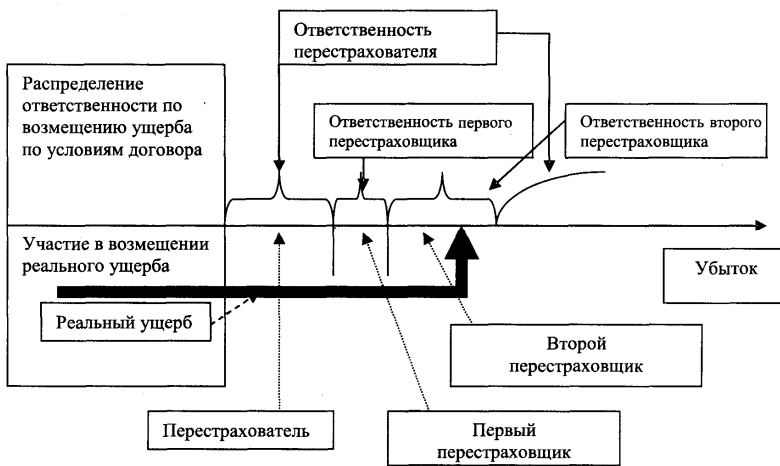 Ответственность
перестрахователя
Распределение
ответственности по
возмещению ущерба
по условиям договора
Ответственность первого
перестраховщика
Ответственность второго
перестраховщика
Участие в возмещении
реального ущерба
Убыток
Реальный ущерб
Второй
перестраховщик
Перестрахователь
Первый
перестраховщик